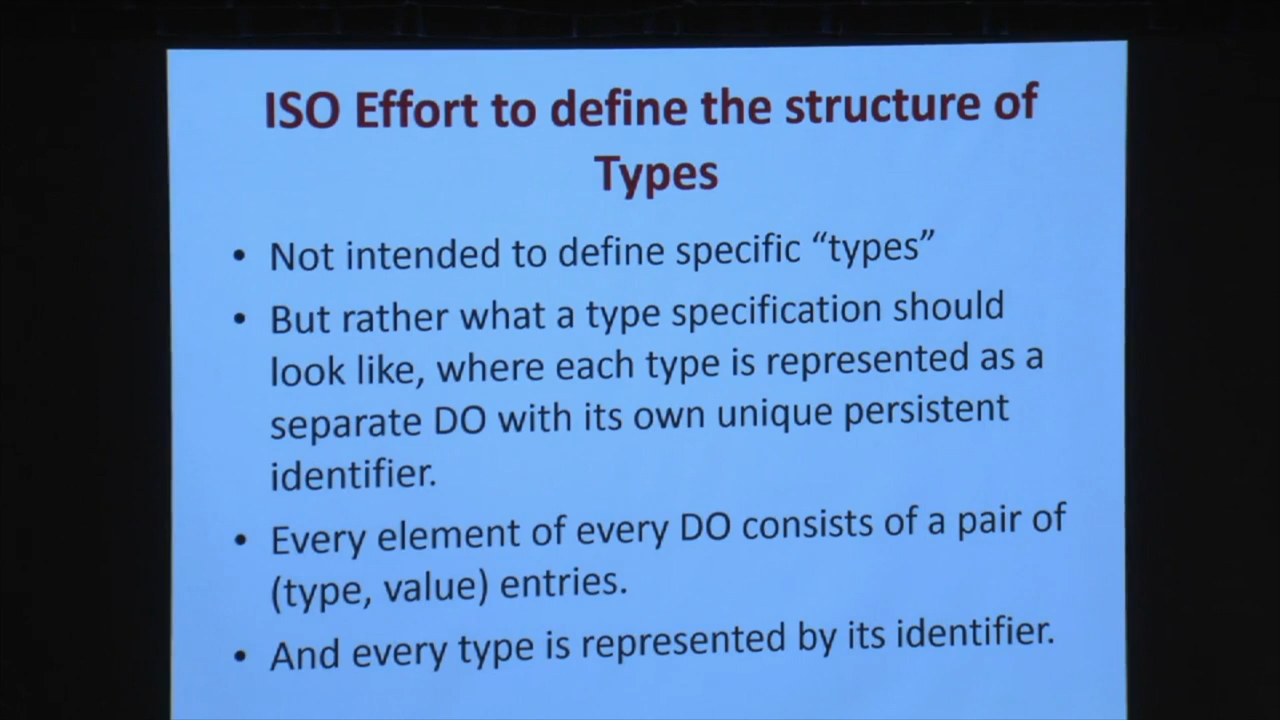 ISO Effort to define the structure of
Types
• Not intended to define specific “types”
• But rather what a type specification should
look like, where each type is represented as a
separate DO with its own unique persistent
identifier.
• Every element of every DO consists of a pair of
(type, value) entries.
• And every type is represented by its identifier.